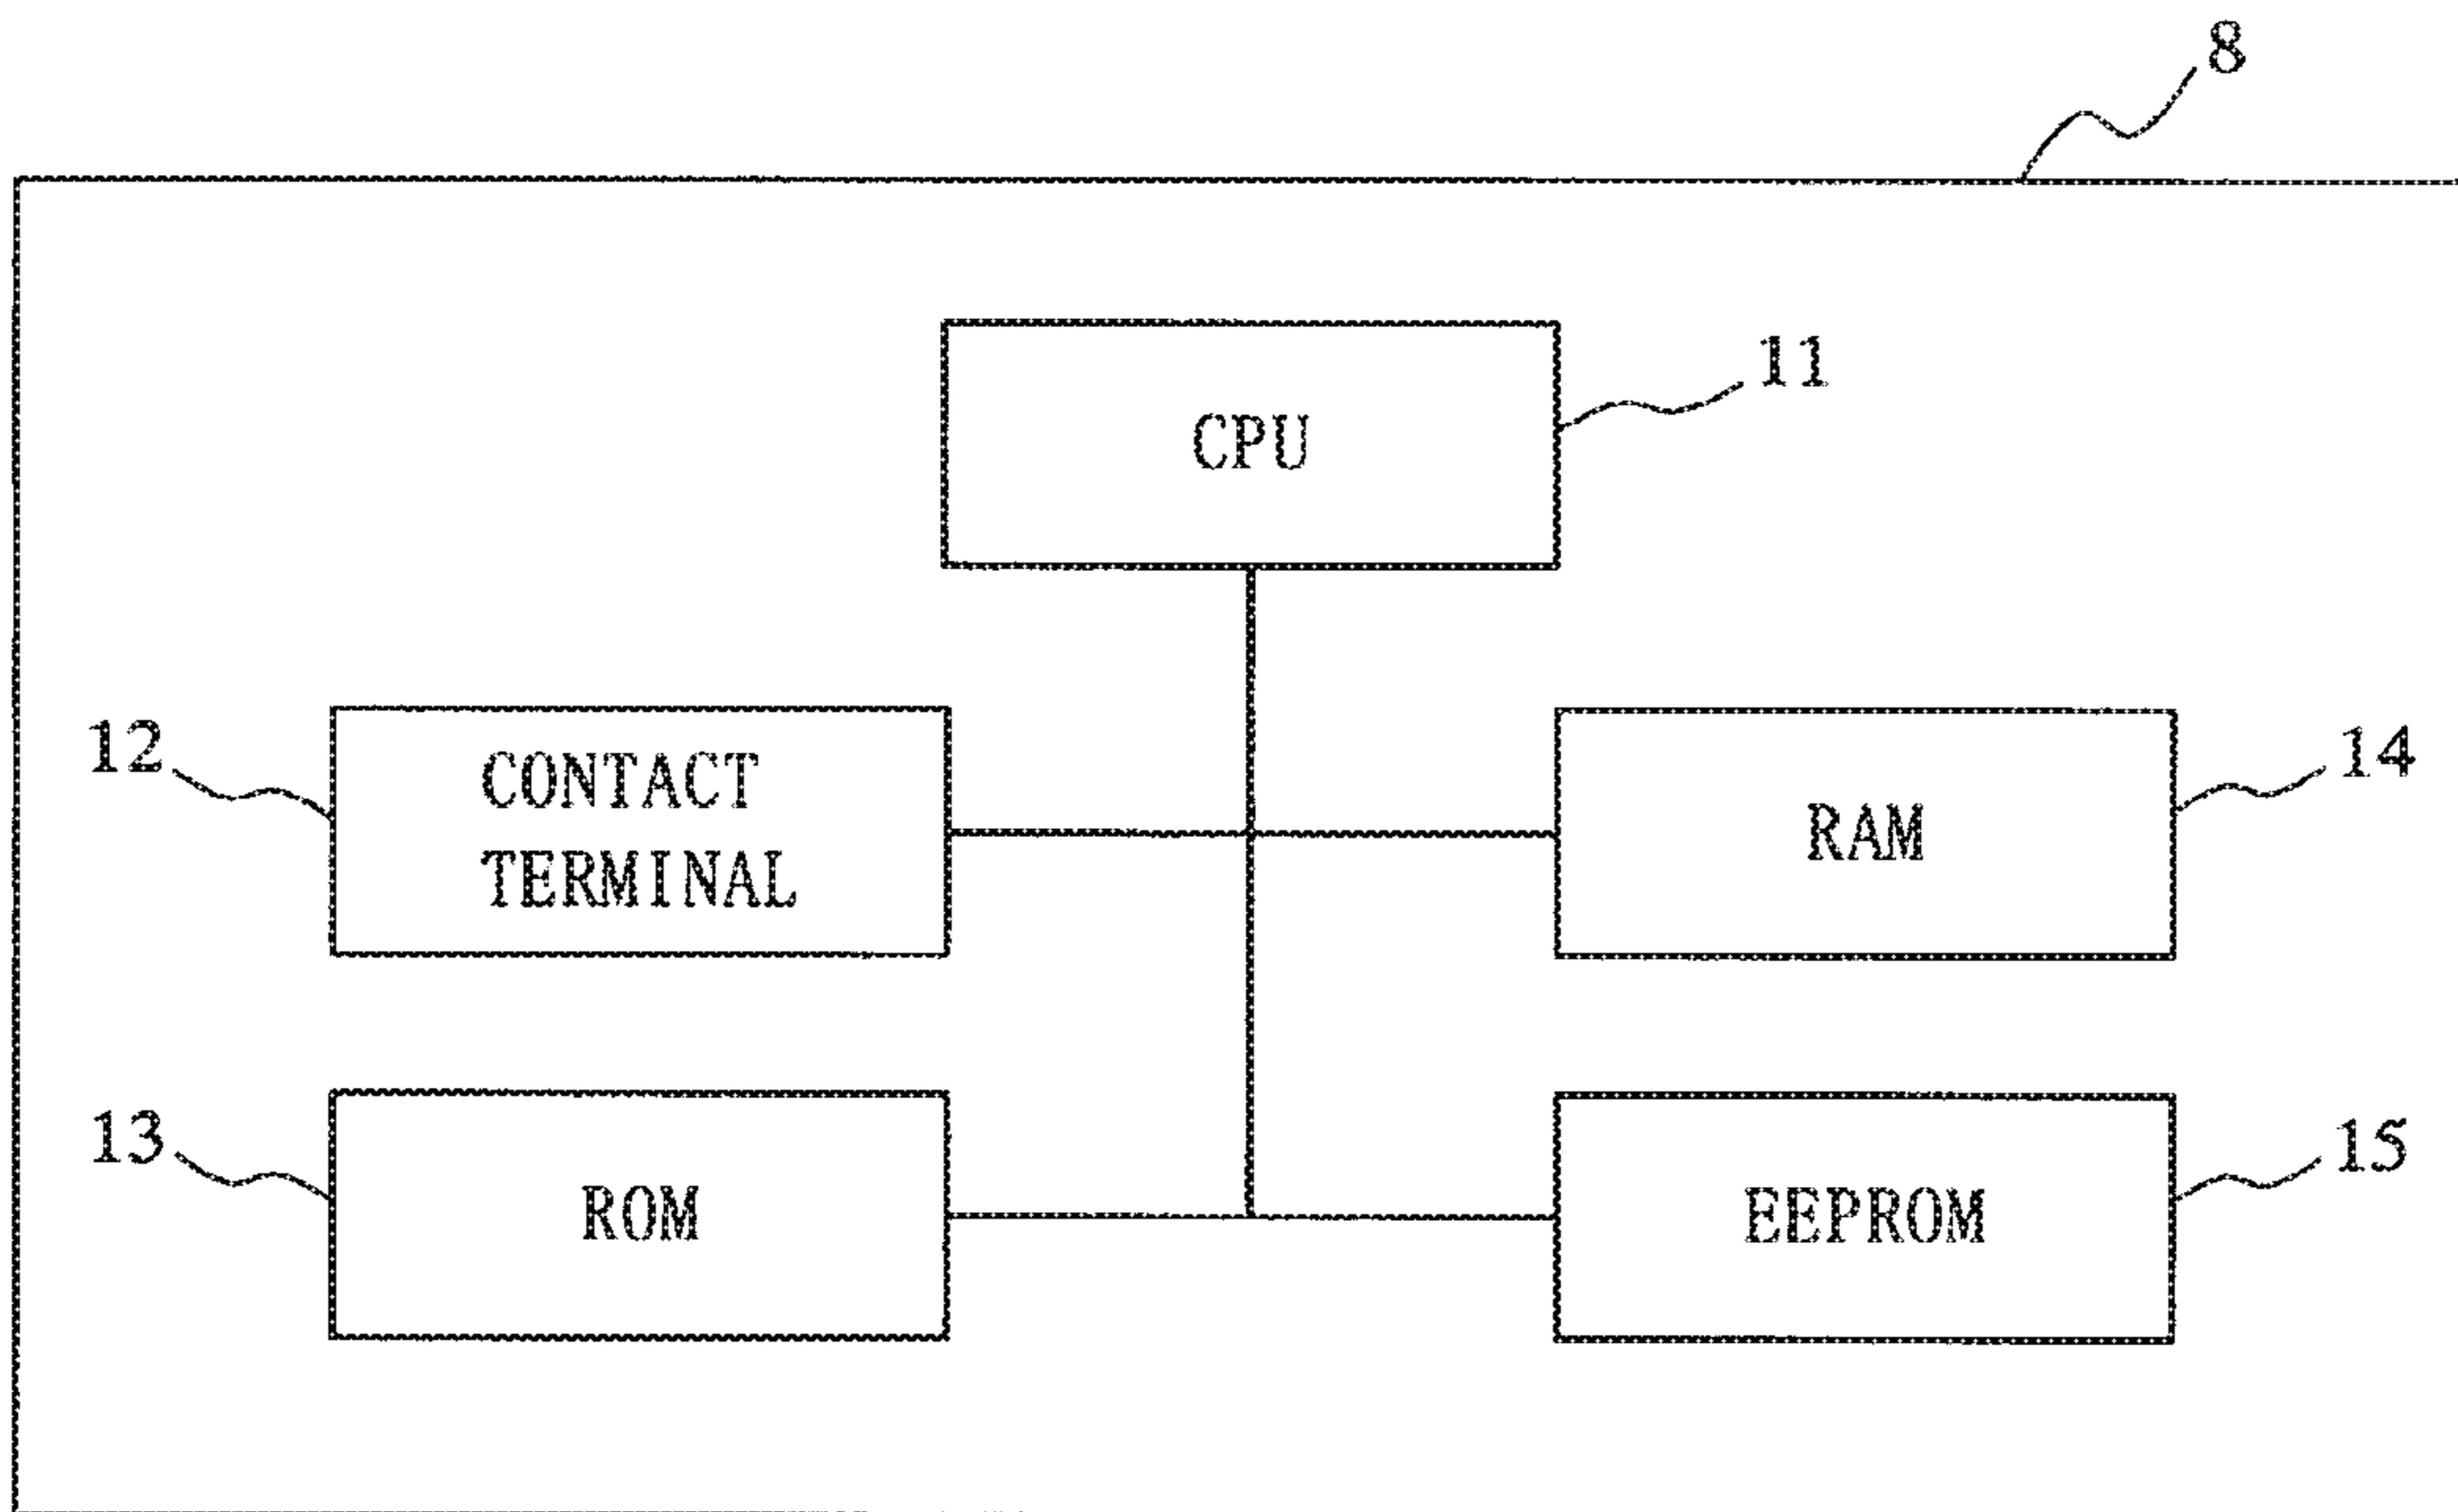 8
CPU
11
12
CONTACT
TERMINAL
RAM
14
13
ROM
EEPROM
15